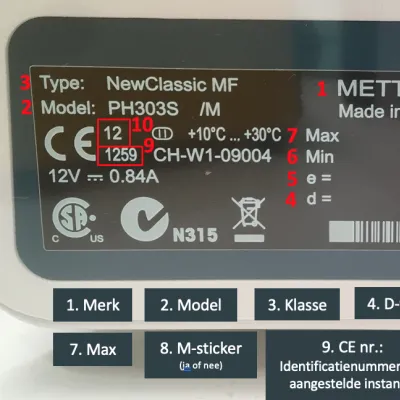 3 Type: NewClassic MF
1 METT
2 Model: PH303S /M
Made in
CE 12 10 +10°C ... +30°C
7 Max
1259 9 CH-W1-09004
6 Min
12V ⎓ 0.84A
5 e =
4 d =
C US
N315
1. Merk
2. Model
3. Klasse
4. D-
7. Max
8. M-sticker
(ja of nee)
9. CE nr.:
Identificatienummer
aangestelde instan